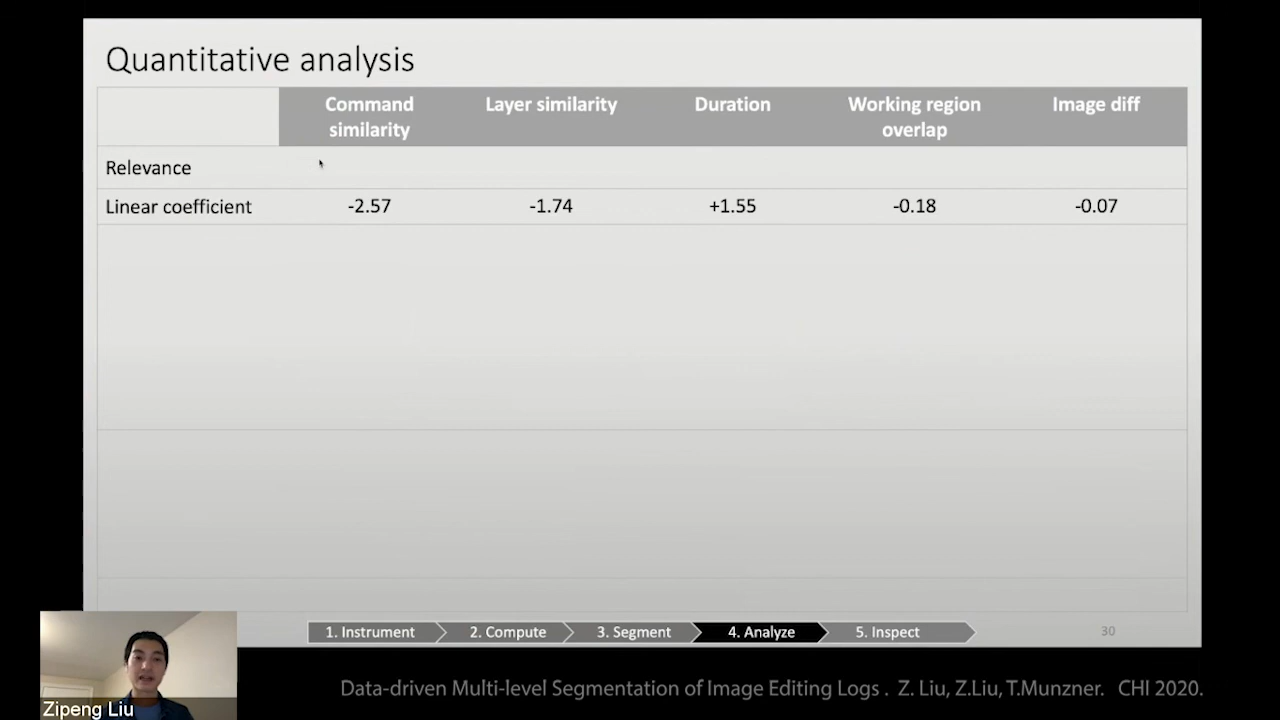 Quantitative analysis
Command similarity Layer similarity Duration Working region overlap Image diff
Relevance
Linear coefficient -2.57 -1.74 +1.55 -0.18 -0.07
1. Instrument 2. Compute 3. Segment 4. Analyze 5. Inspect 30
Data-driven Multi-level Segmentation of Image Editing Logs . Z. Liu, Z.Liu, T.Munzner. CHI 2020.
Zipeng Liu